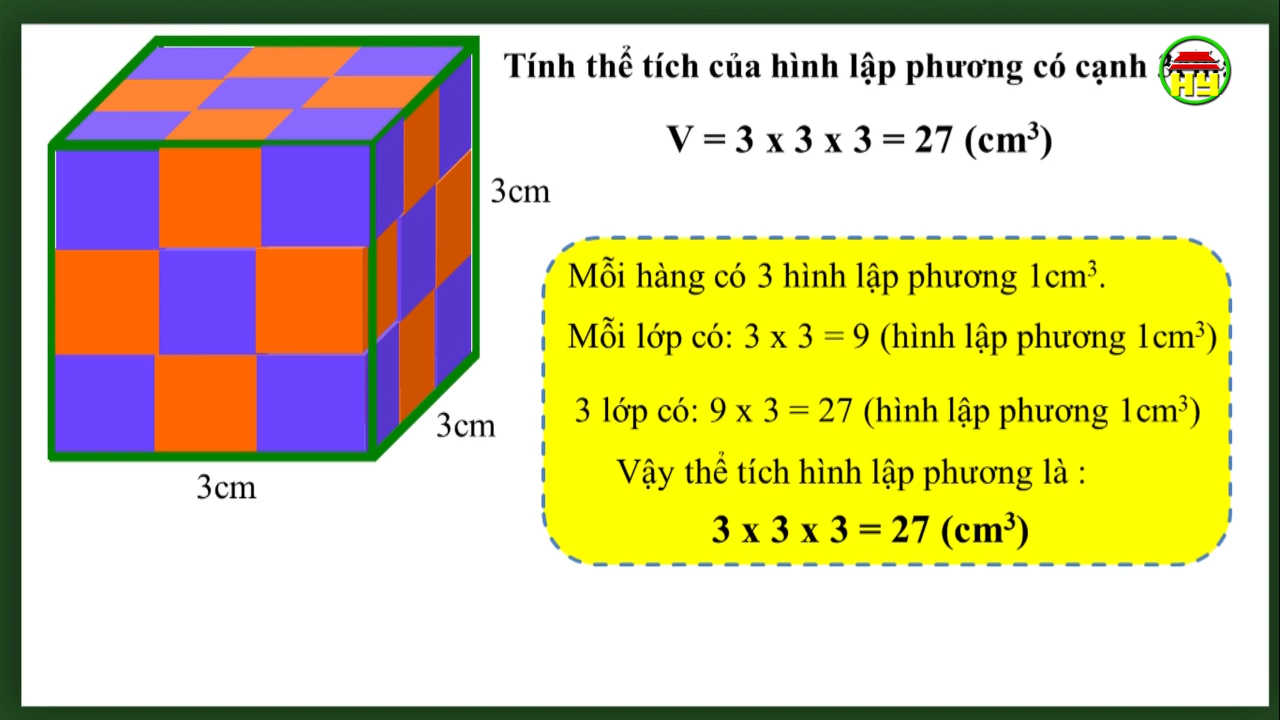 Tính thể tích của hình lập phương có cạnh
HY
V = 3 x 3 x 3 = 27 (cm³)
3cm
Mỗi hàng có 3 hình lập phương 1cm³.
Mỗi lớp có: 3 x 3 = 9 (hình lập phương 1cm³)
3 lớp có: 9 x 3 = 27 (hình lập phương 1cm³)
3cm
Vậy thể tích hình lập phương là :
3cm
3 x 3 x 3 = 27 (cm³)